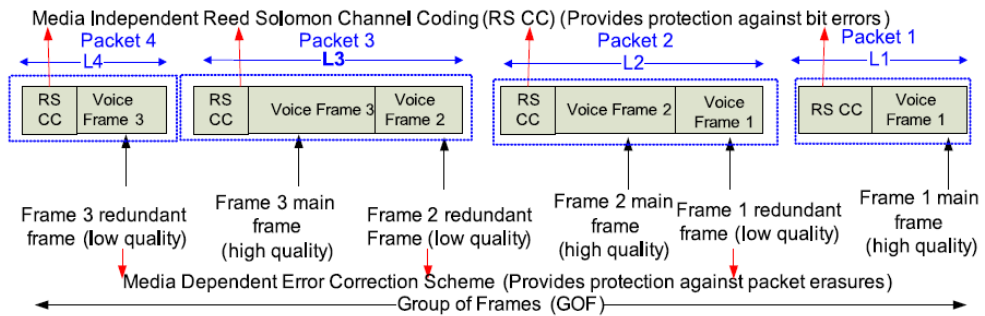 Media Independent Reed Solomon Channel Coding (RS CC) (Provides protection against bit errors)
Packet 4
Packet 3
Packet 2
Packet 1
L4
L3
L2
L1
RS
CC
Voice
Frame 3
RS
CC
Voice Frame 3
Voice
Frame 2
RS
CC
Voice Frame 2
Voice
Frame 1
RS CC
Voice
Frame 1
Frame 3 redundant
frame (low quality)
Frame 3 main
frame
(high quality)
Frame 2 redundant
Frame (low quality)
Frame 2 main
frame
(high quality)
Frame 1 redundant
frame (low quality)
Frame 1 main
frame
(high quality)
Media Dependent Error Correction Scheme (Provides protection against packet erasures)
Group of Frames (GOF)